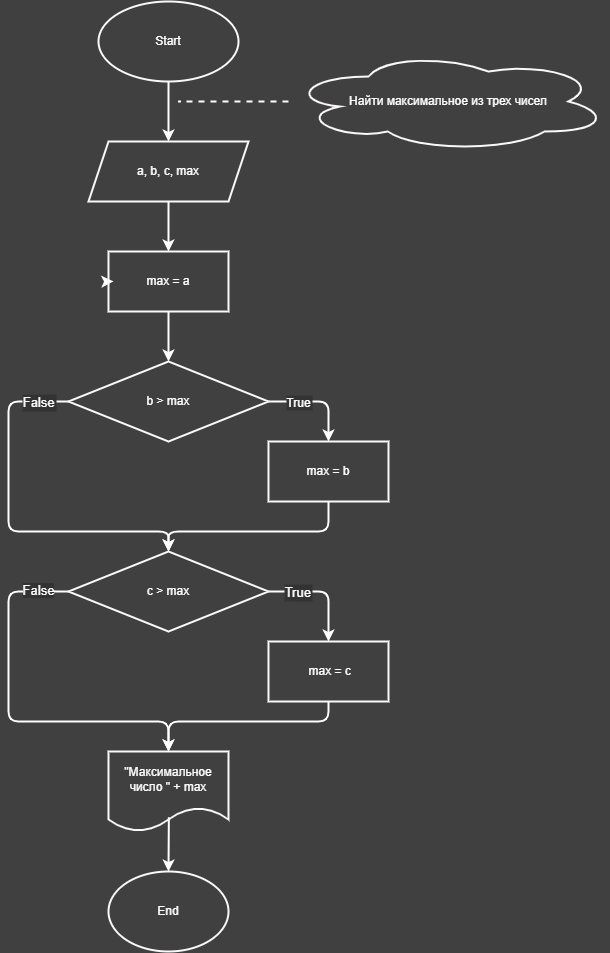 Start
Найти максимальное из трех чисел
a, b, c, max
max = a
b > max
False
True
max = b
c > max
False
True
max = c
"Максимальное
число " + max
End